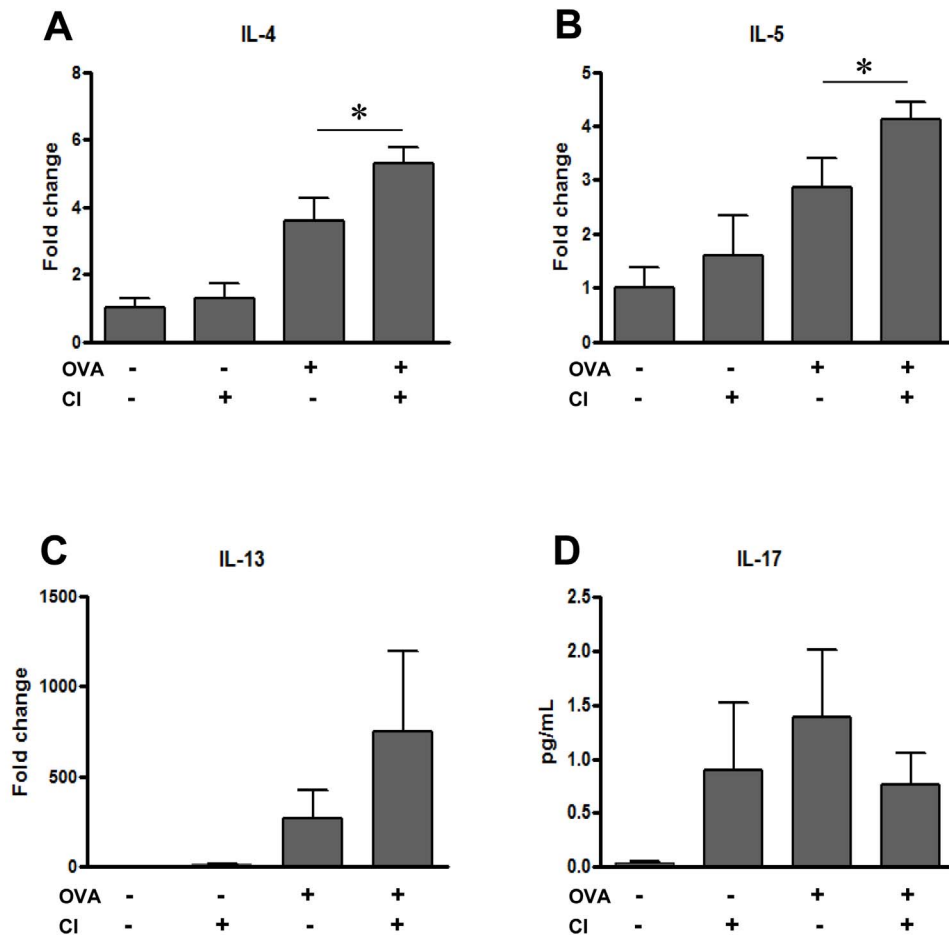 A
IL-4
Fold change
8
6
4
2
0
*
OVA - - + +
CI - + - +
B
IL-5
Fold change
5
4
3
2
1
0
*
OVA - - + +
CI - + - +
C
IL-13
Fold change
1500
1000
500
0
OVA - - + +
CI - + - +
D
IL-17
pg/mL
2.5
2.0
1.5
1.0
0.5
0.0
OVA - - + +
CI - + - +